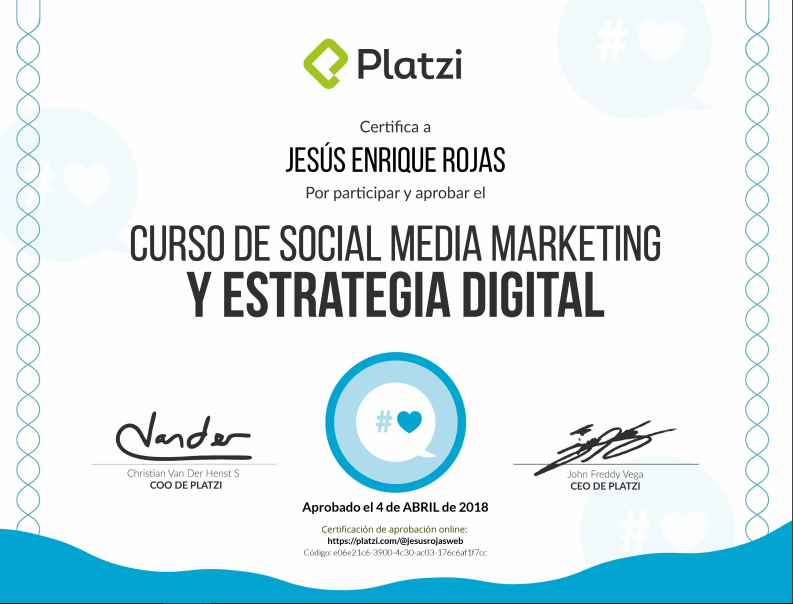 Platzi
Certifica a
JESÚS ENRIQUE ROJAS
Por participar y aprobar el
CURSO DE SOCIAL MEDIA MARKETING
Y ESTRATEGIA DIGITAL
#
Vander
Christian Van Der Henst S
COO DE PLATZI
John Freddy Vega
CEO DE PLATZI
Aprobado el 4 de ABRIL de 2018
Certificación de aprobación online:
https://platzi.com/@jesusrojasweb
Código: e06e21c6-3900-4c30-ac03-176c6af1f7cc